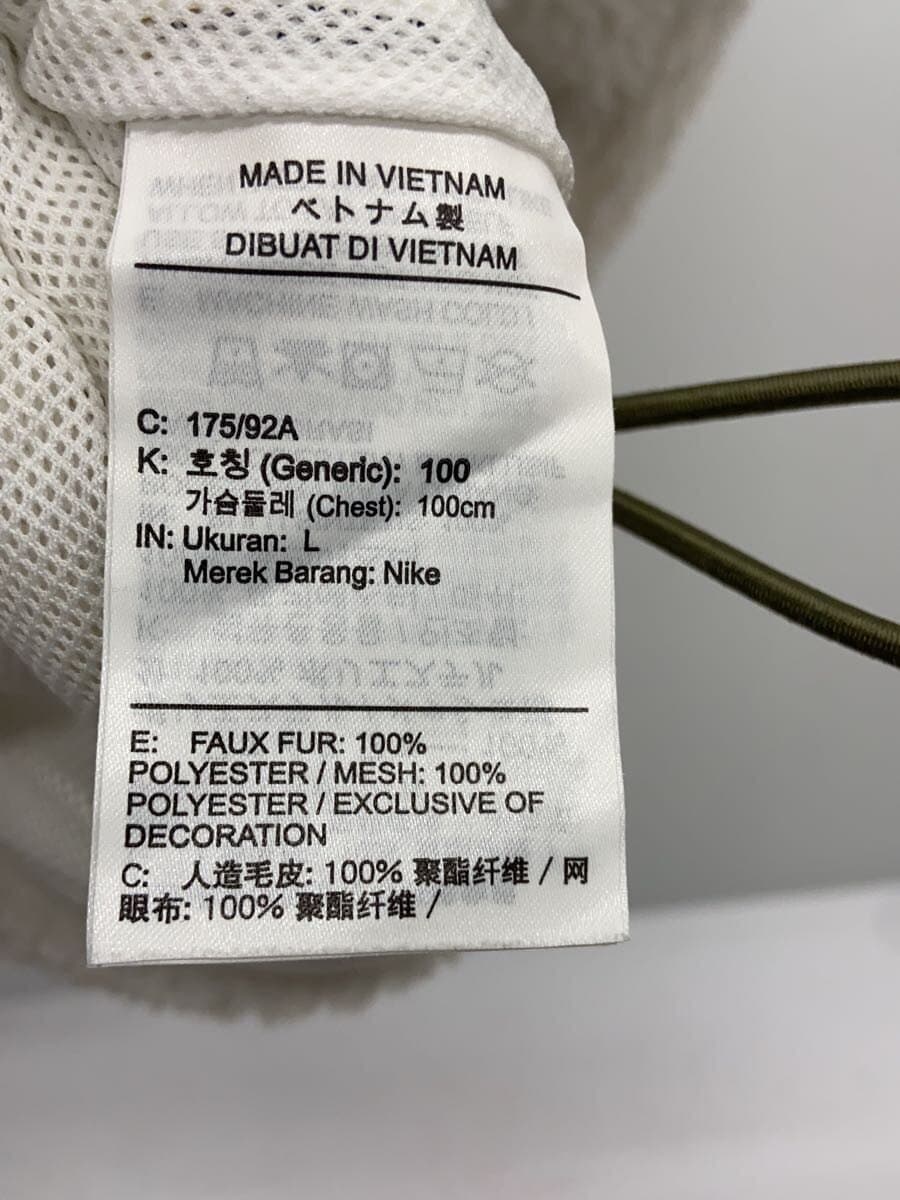 MADE IN VIETNAM
ベトナム製
DIBUAT DI VIETNAM
C: 175/92A
K: 호칭 (Generic): 100
가슴둘레 (Chest): 100cm
IN: Ukuran: L
Merek Barang: Nike
E: FAUX FUR: 100%
POLYESTER / MESH: 100%
POLYESTER / EXCLUSIVE OF
DECORATION
C: 人造毛皮: 100% 聚酯纤维 / 网
眼布: 100% 聚酯纤维 /